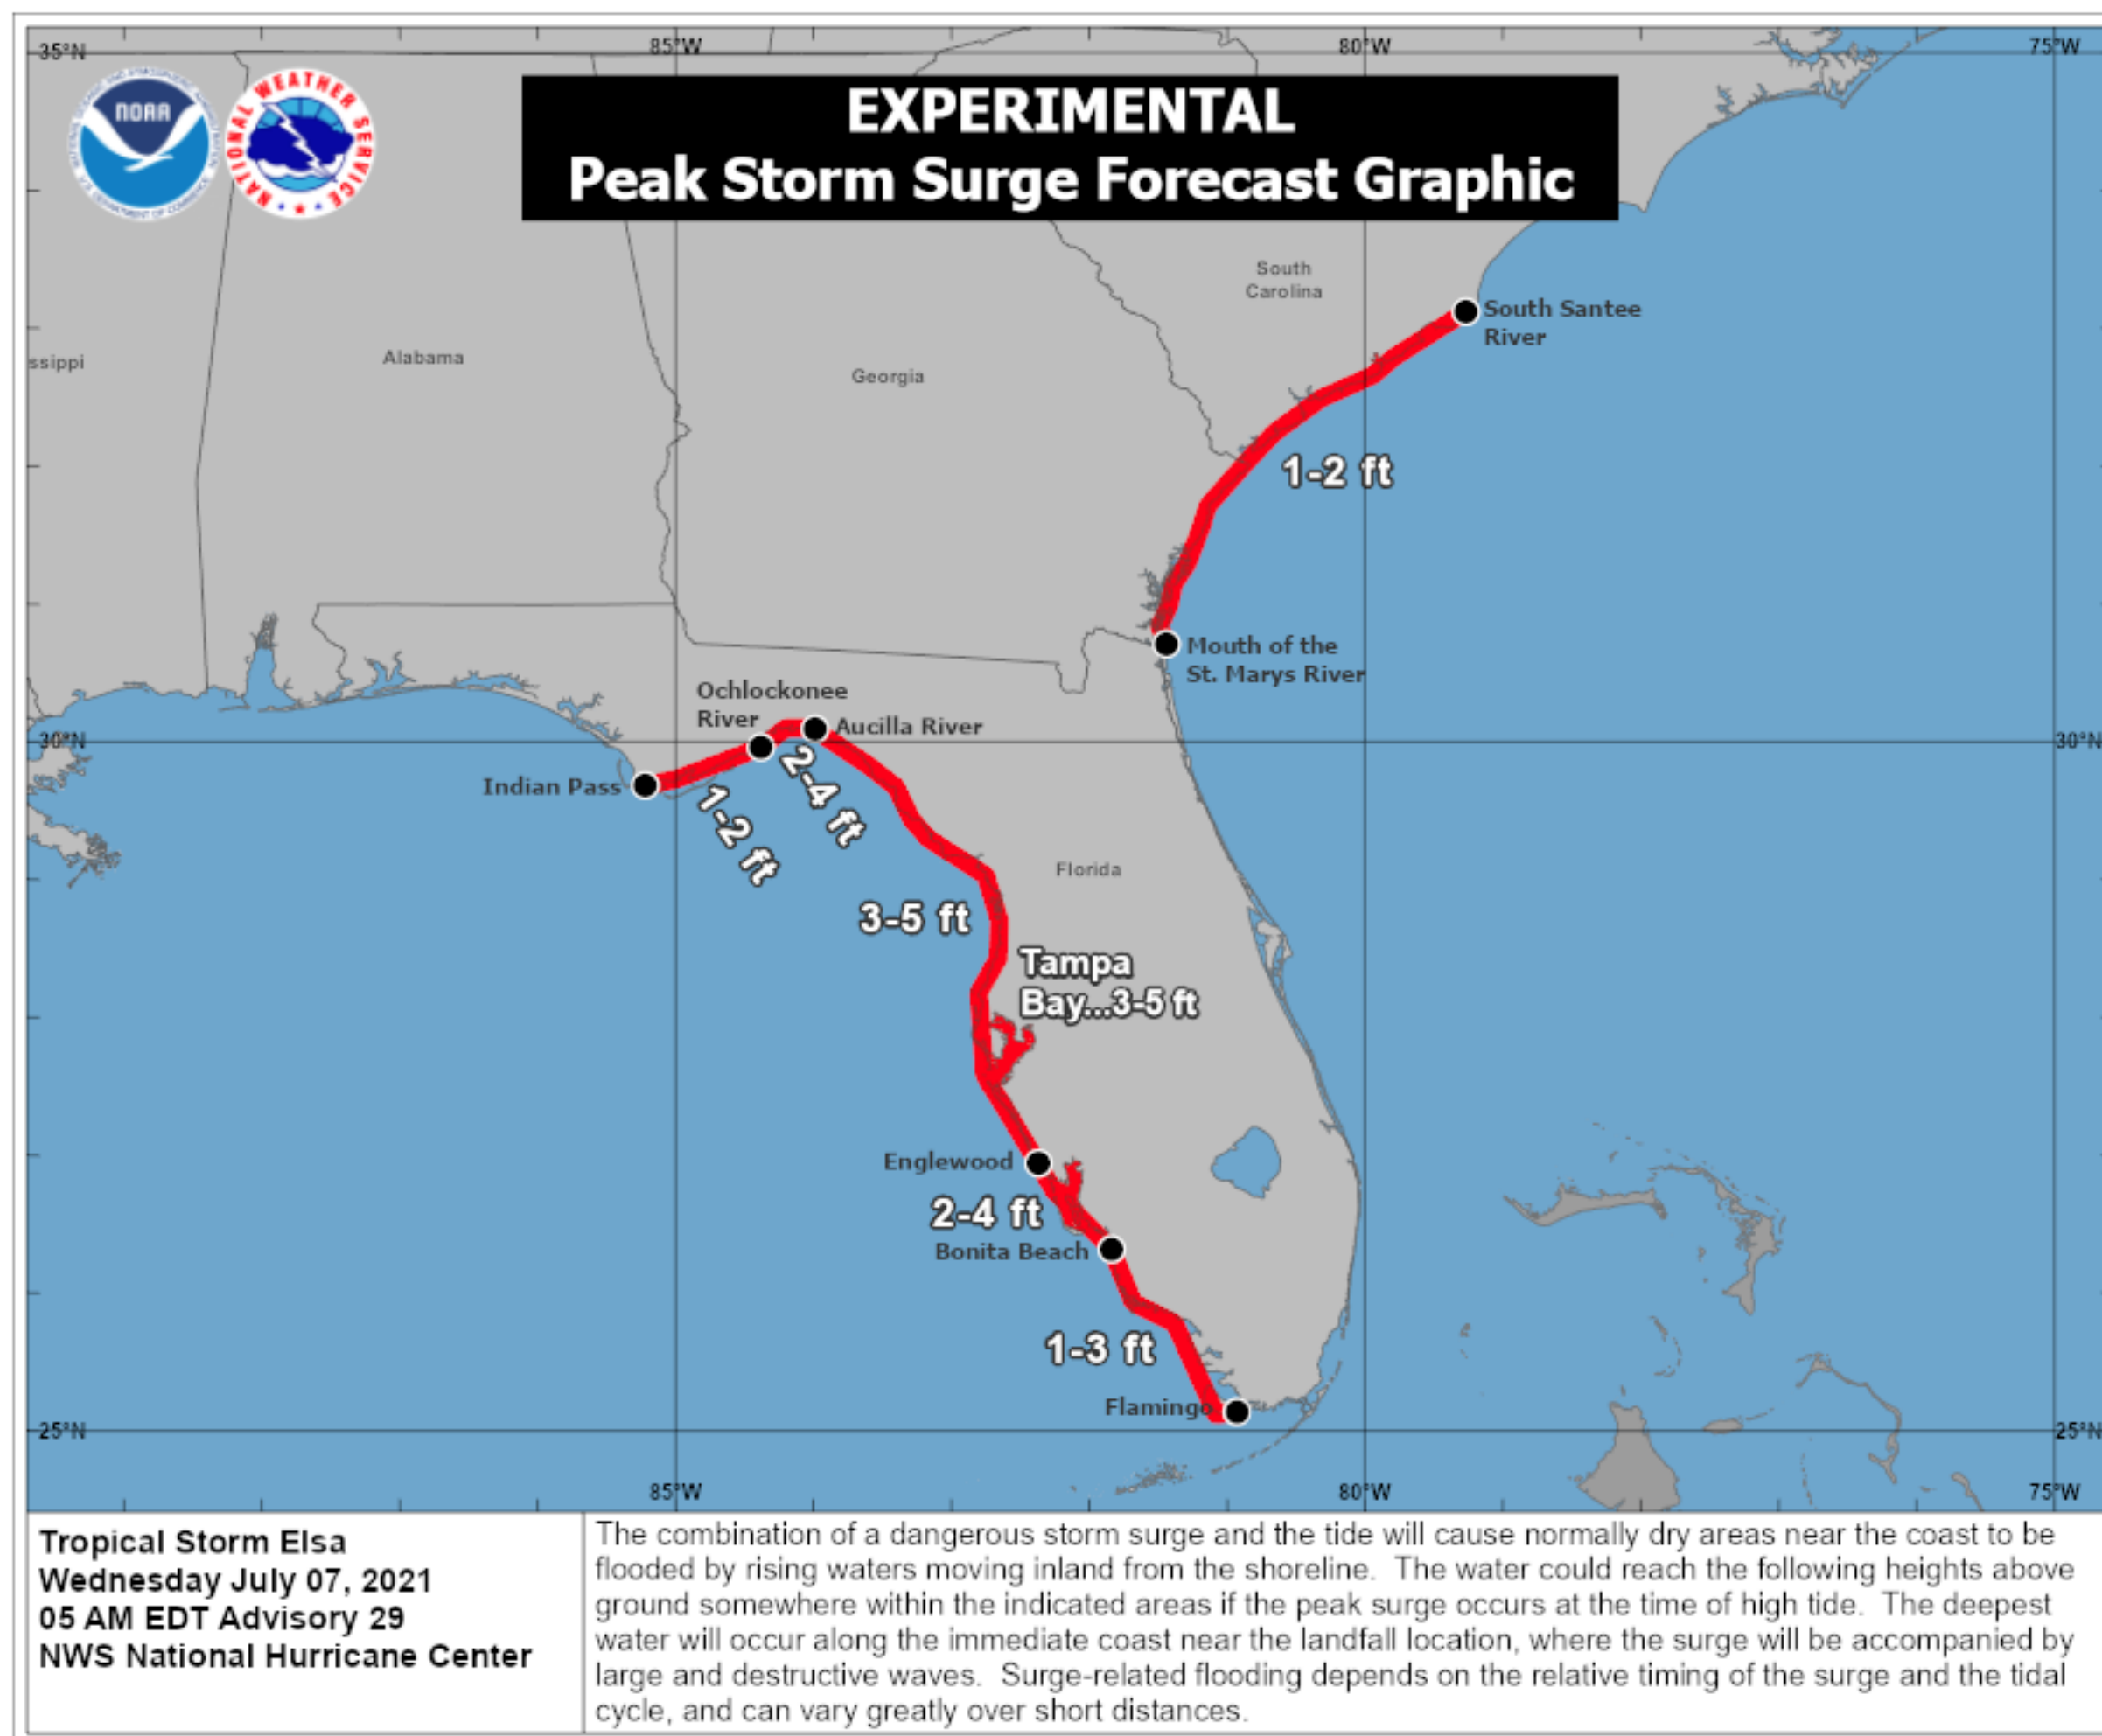 35°N
85°W
80°W
75°W
NOAA
NATIONAL WEATHER SERVICE
EXPERIMENTAL
Peak Storm Surge Forecast Graphic
South
Carolina
South Santee
River
ssippi
Alabama
Georgia
1-2 ft
Mouth of the
St. Marys River
Ochlockonee
River
Aucilla River
30°N
30°N
Indian Pass
2-4 ft
1-2 ft
Florida
3-5 ft
Tampa
Bay...3-5 ft
Englewood
2-4 ft
Bonita Beach
1-3 ft
Flamingo
25°N
25°N
85°W
80°W
75°W
Tropical Storm Elsa
Wednesday July 07, 2021
05 AM EDT Advisory 29
NWS National Hurricane Center
The combination of a dangerous storm surge and the tide will cause normally dry areas near the coast to be
flooded by rising waters moving inland from the shoreline.  The water could reach the following heights above
ground somewhere within the indicated areas if the peak surge occurs at the time of high tide.  The deepest
water will occur along the immediate coast near the landfall location, where the surge will be accompanied by
large and destructive waves.  Surge-related flooding depends on the relative timing of the surge and the tidal
cycle, and can vary greatly over short distances.